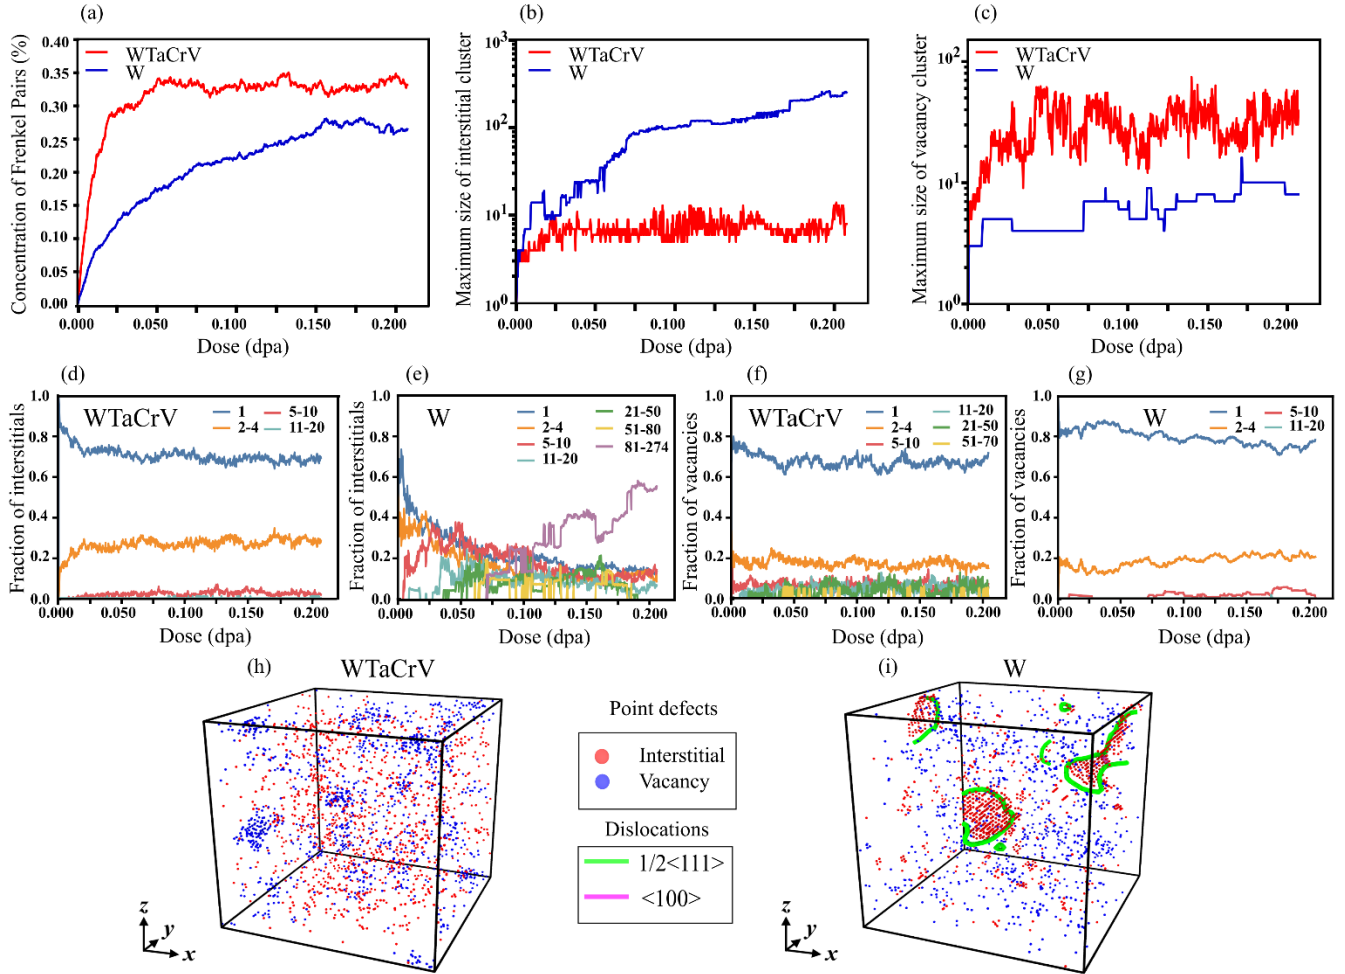 (a)
WTaCrV
W
Concentration of Frenkel Pairs (%)
0.40
0.35
0.30
0.25
0.20
0.15
0.10
0.05
0.00
0.000 0.050 0.100 0.150 0.200
Dose (dpa)
(b)
WTaCrV
W
Maximum size of interstitial cluster
10³
10²
10¹
10⁰
0.000 0.050 0.100 0.150 0.200
Dose (dpa)
(c)
WTaCrV
W
Maximum size of vacancy cluster
10²
10¹
10⁰
0.000 0.050 0.100 0.150 0.200
Dose (dpa)
(d)
WTaCrV
1 5-10
2-4 11-20
Fraction of interstitials
1.0
0.8
0.6
0.4
0.2
0.0
0.000 0.050 0.100 0.150 0.200
Dose (dpa)
(e)
W
1 21-50
2-4 51-80
5-10 81-274
11-20
Fraction of interstitials
1.0
0.8
0.6
0.4
0.2
0.0
0.000 0.050 0.100 0.150 0.200
Dose (dpa)
(f)
WTaCrV
1 11-20
2-4 21-50
5-10 51-70
Fraction of vacancies
1.0
0.8
0.6
0.4
0.2
0.0
0.000 0.050 0.100 0.150 0.200
Dose (dpa)
(g)
W
1 5-10
2-4 11-20
Fraction of vacancies
1.0
0.8
0.6
0.4
0.2
0.0
0.000 0.050 0.100 0.150 0.200
Dose (dpa)
(h)
WTaCrV
z
y
x
Point defects
Interstitial
Vacancy
Dislocations
1/2<111>
<100>
(i)
W
z
y
x